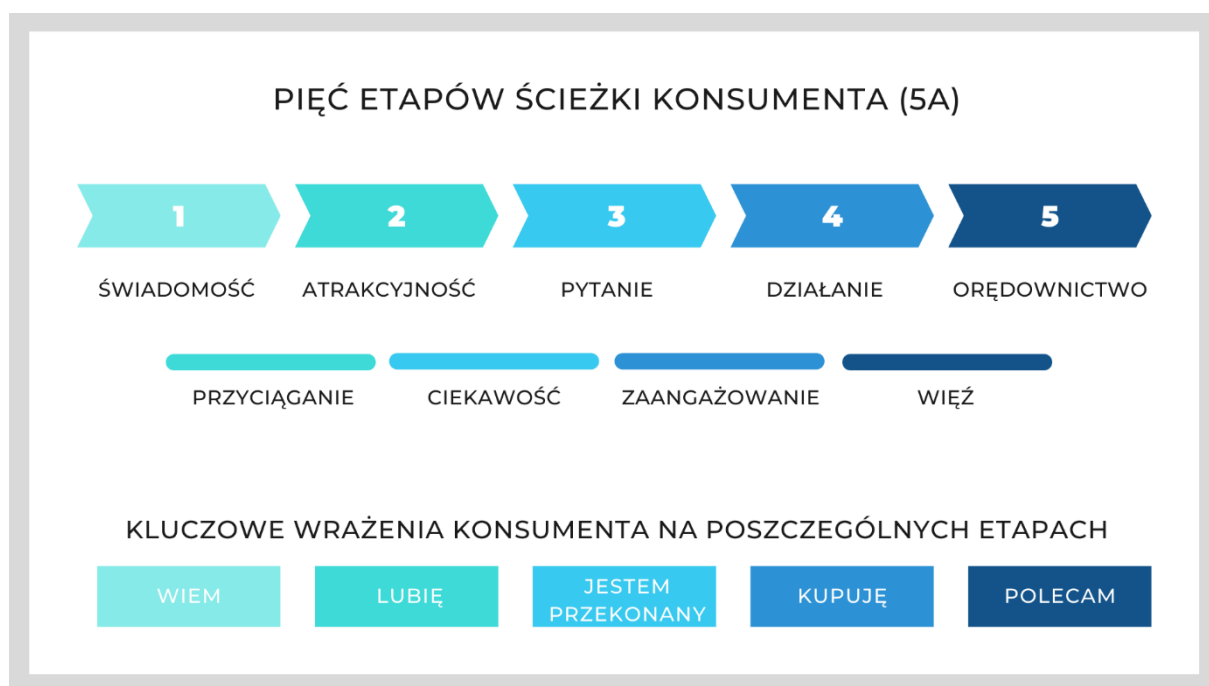 PIĘĆ ETAPÓW ŚCIEŻKI KONSUMENTA (5A)
1 2 3 4 5
ŚWIADOMOŚĆ ATRAKCYJNOŚĆ PYTANIE DZIAŁANIE ORĘDOWNICTWO
PRZYCIĄGANIE CIEKAWOŚĆ ZAANGAŻOWANIE WIĘŹ
KLUCZOWE WRAŻENIA KONSUMENTA NA POSZCZEGÓLNYCH ETAPACH
WIEM
LUBIĘ
JESTEM
PRZEKONANY
KUPUJĘ
POLECAM